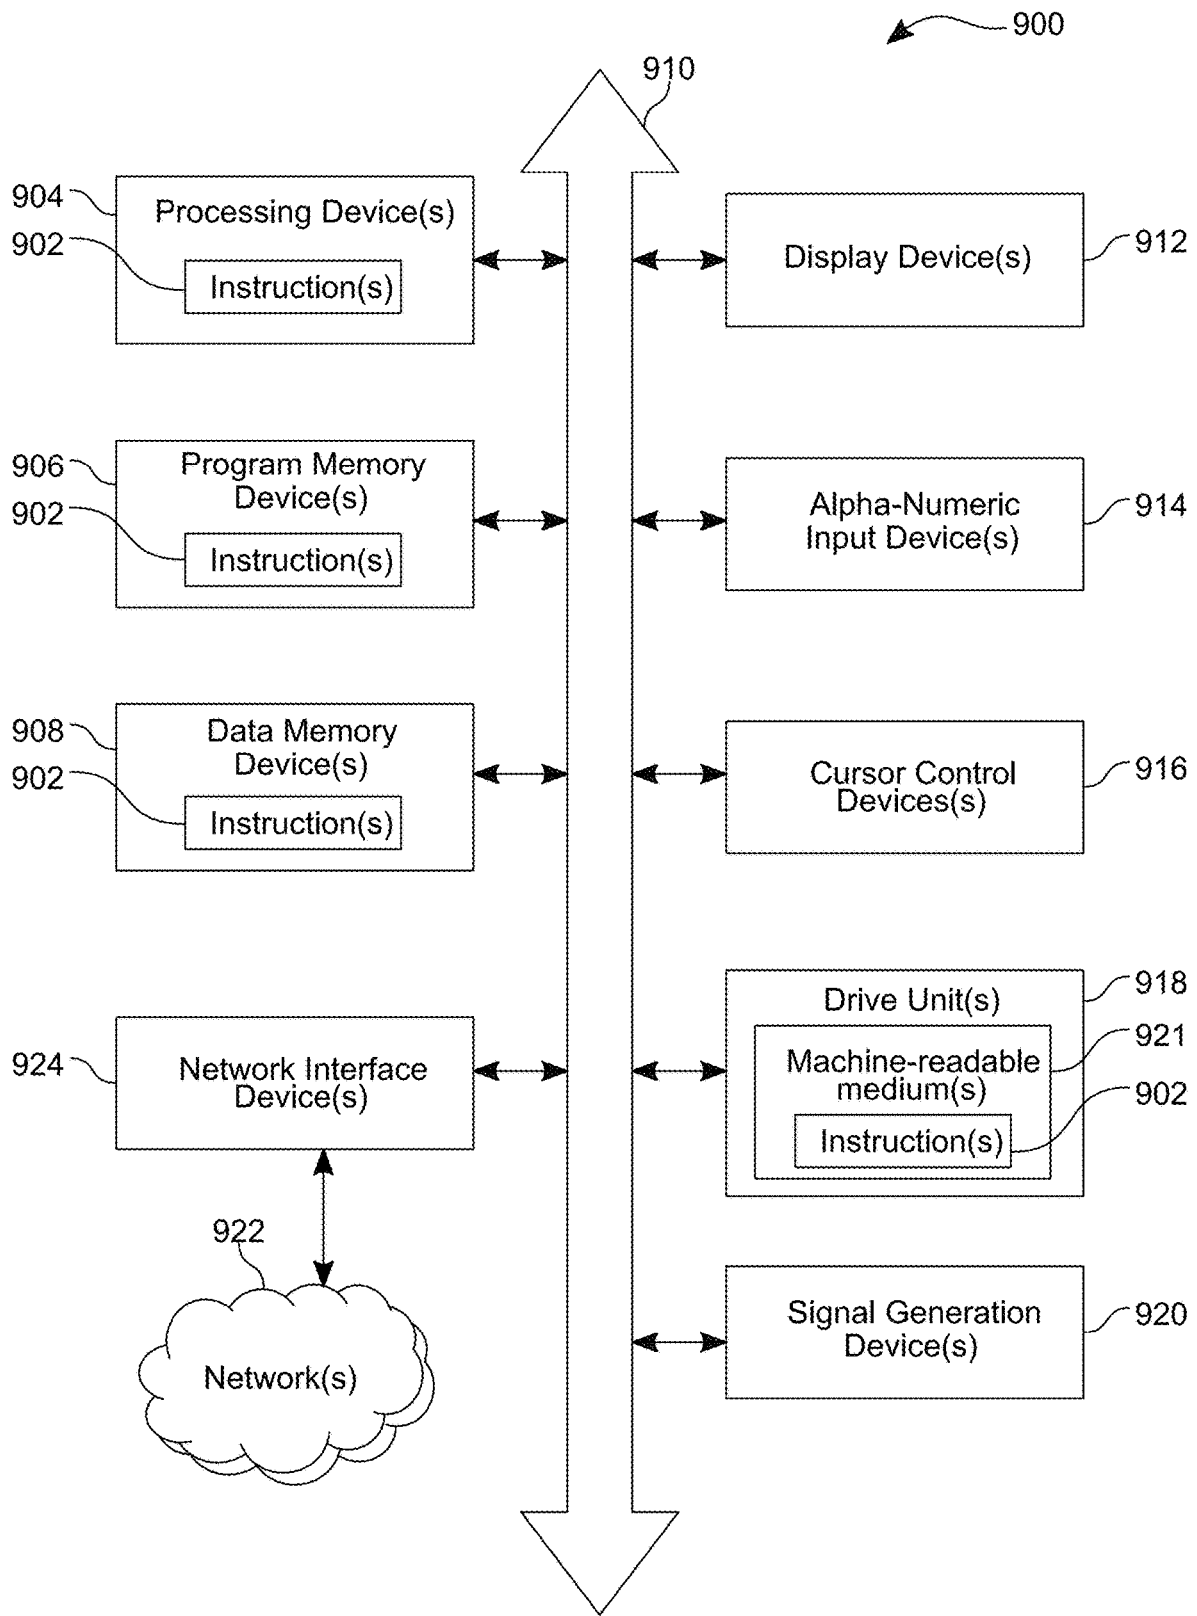 900
910
904
Processing Device(s)
902
Instruction(s)
912
Display Device(s)
906
Program Memory
Device(s)
902
Instruction(s)
914
Alpha-Numeric
Input Device(s)
908
Data Memory
Device(s)
902
Instruction(s)
916
Cursor Control
Devices(s)
918
Drive Unit(s)
921
Machine-readable
medium(s)
902
Instruction(s)
924
Network Interface
Device(s)
922
Network(s)
920
Signal Generation
Device(s)